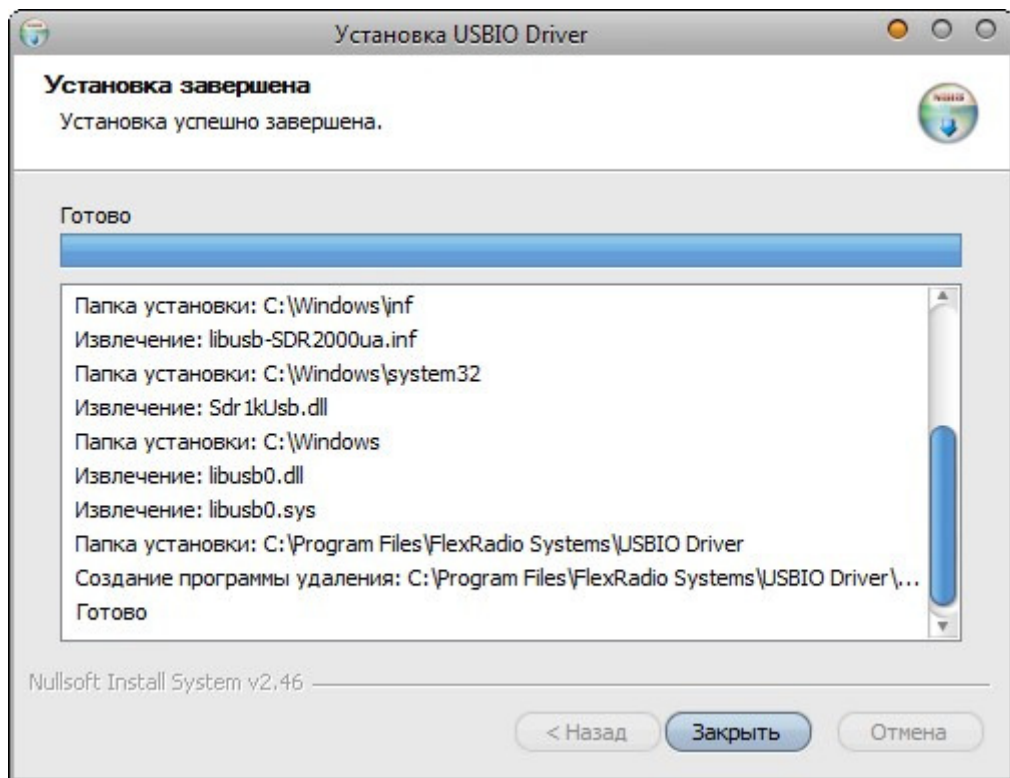 Установка USBIO Driver
Установка завершена
Установка успешно завершена.
Готово
Папка установки: C:\Windows\inf
Извлечение: libusb-SDR2000ua.inf
Папка установки: C:\Windows\system32
Извлечение: Sdr1kUsb.dll
Папка установки: C:\Windows
Извлечение: libusb0.dll
Извлечение: libusb0.sys
Папка установки: C:\Program Files\FlexRadio Systems\USBIO Driver
Создание программы удаления: C:\Program Files\FlexRadio Systems\USBIO Driver\...
Готово
Nullsoft Install System v2.46
< Назад
Закрыть
Отмена